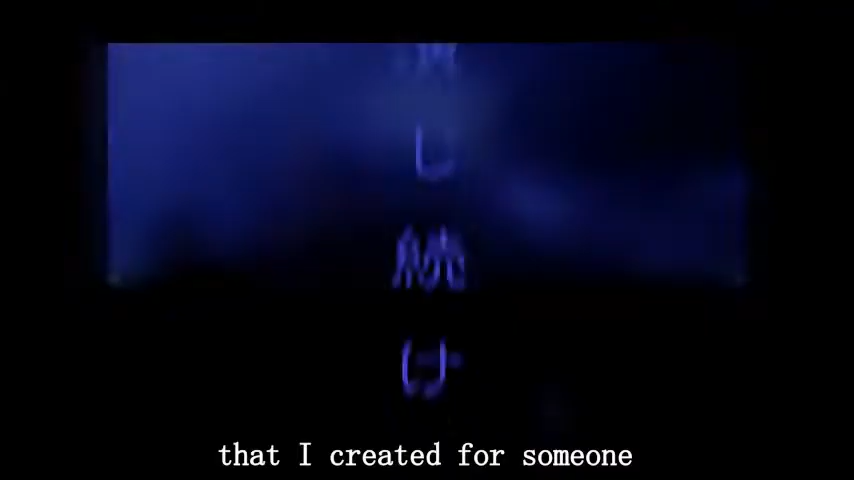 し続け
that I created for someone